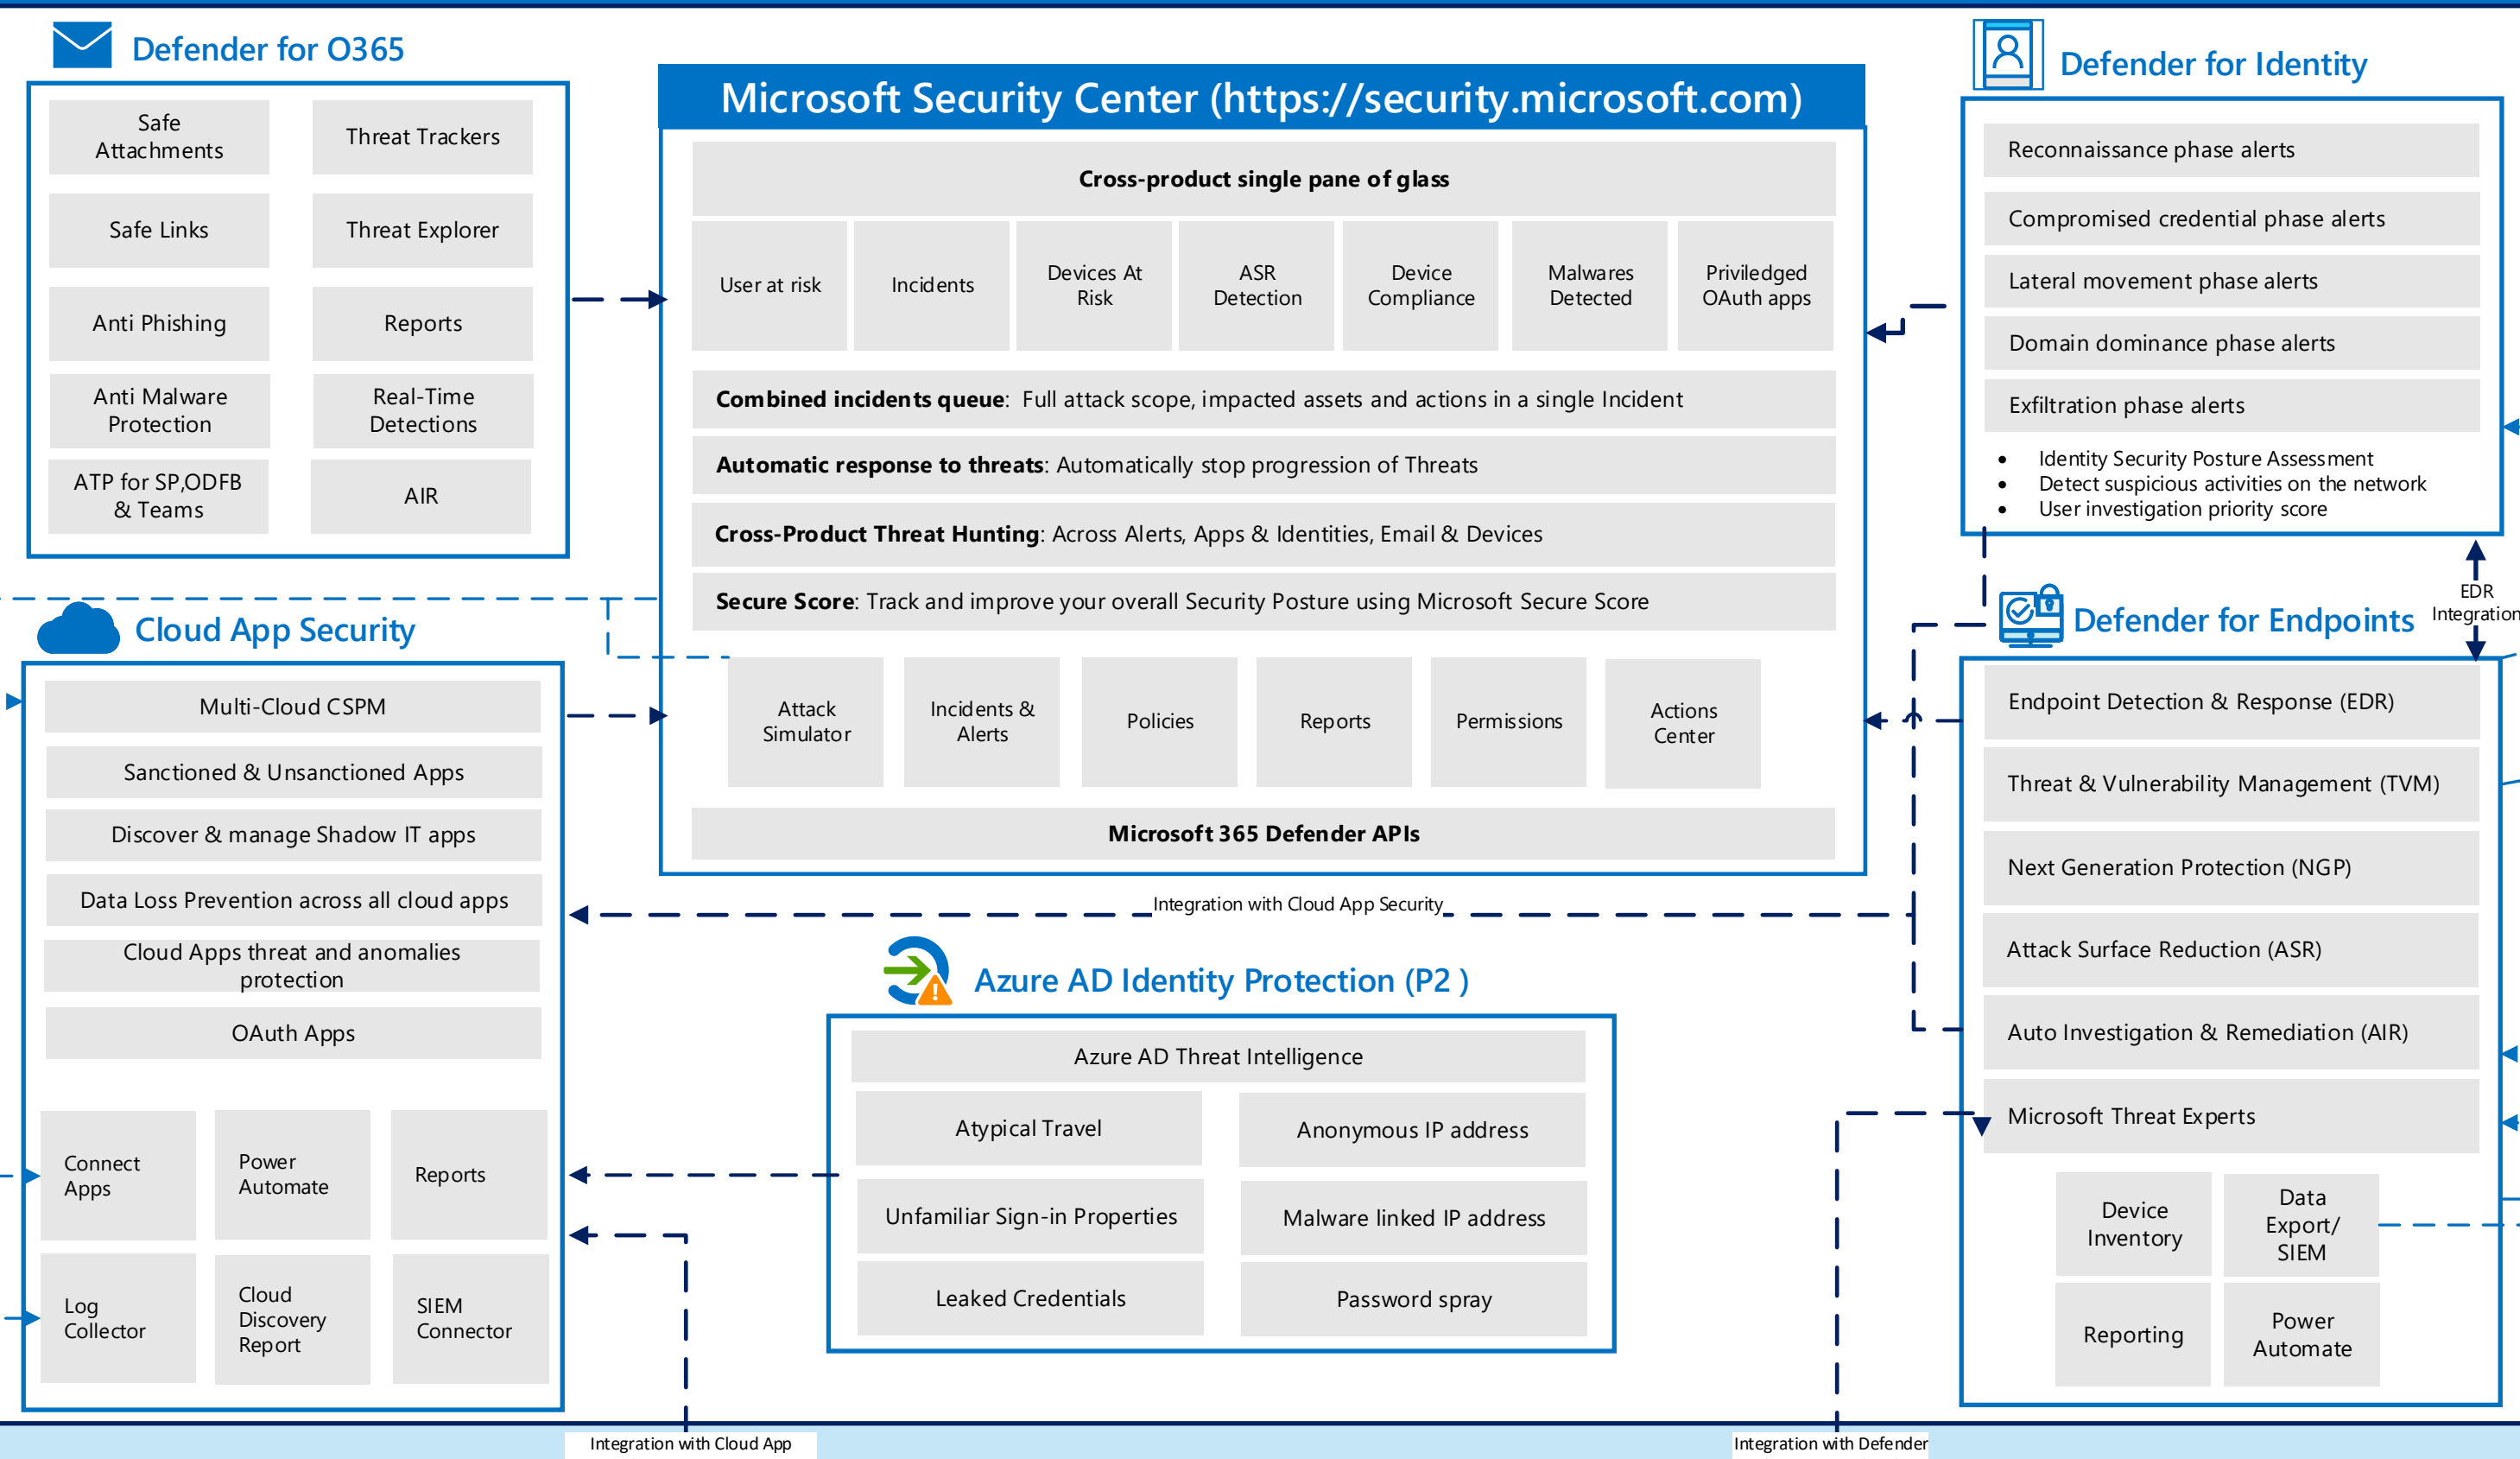 Defender for O365
Safe
Attachments
Threat Trackers
Safe Links
Threat Explorer
Anti Phishing
Reports
Anti Malware
Protection
Real-Time
Detections
ATP for SP,ODFB
& Teams
AIR
Microsoft Security Center (https://security.microsoft.com)
Cross-product single pane of glass
User at risk
Incidents
Devices At
Risk
ASR
Detection
Device
Compliance
Malwares
Detected
Priviledged
OAuth apps
Combined incidents queue: Full attack scope, impacted assets and actions in a single Incident
Automatic response to threats: Automatically stop progression of Threats
Cross-Product Threat Hunting: Across Alerts, Apps & Identities, Email & Devices
Secure Score: Track and improve your overall Security Posture using Microsoft Secure Score
Attack
Simulator
Incidents &
Alerts
Policies
Reports
Permissions
Actions
Center
Microsoft 365 Defender APIs
Defender for Identity
Reconnaissance phase alerts
Compromised credential phase alerts
Lateral movement phase alerts
Domain dominance phase alerts
Exfiltration phase alerts
• Identity Security Posture Assessment
• Detect suspicious activities on the network
• User investigation priority score
EDR
Integration
Cloud App Security
Multi-Cloud CSPM
Sanctioned & Unsanctioned Apps
Discover & manage Shadow IT apps
Data Loss Prevention across all cloud apps
Cloud Apps threat and anomalies
protection
OAuth Apps
Connect
Apps
Power
Automate
Reports
Log
Collector
Cloud
Discovery
Report
SIEM
Connector
Integration with Cloud App Security
Azure AD Identity Protection (P2 )
Azure AD Threat Intelligence
Atypical Travel
Anonymous IP address
Unfamiliar Sign-in Properties
Malware linked IP address
Leaked Credentials
Password spray
Defender for Endpoints
Endpoint Detection & Response (EDR)
Threat & Vulnerability Management (TVM)
Next Generation Protection (NGP)
Attack Surface Reduction (ASR)
Auto Investigation & Remediation (AIR)
Microsoft Threat Experts
Device
Inventory
Data
Export/
SIEM
Reporting
Power
Automate
Integration with Cloud App
Integration with Defender